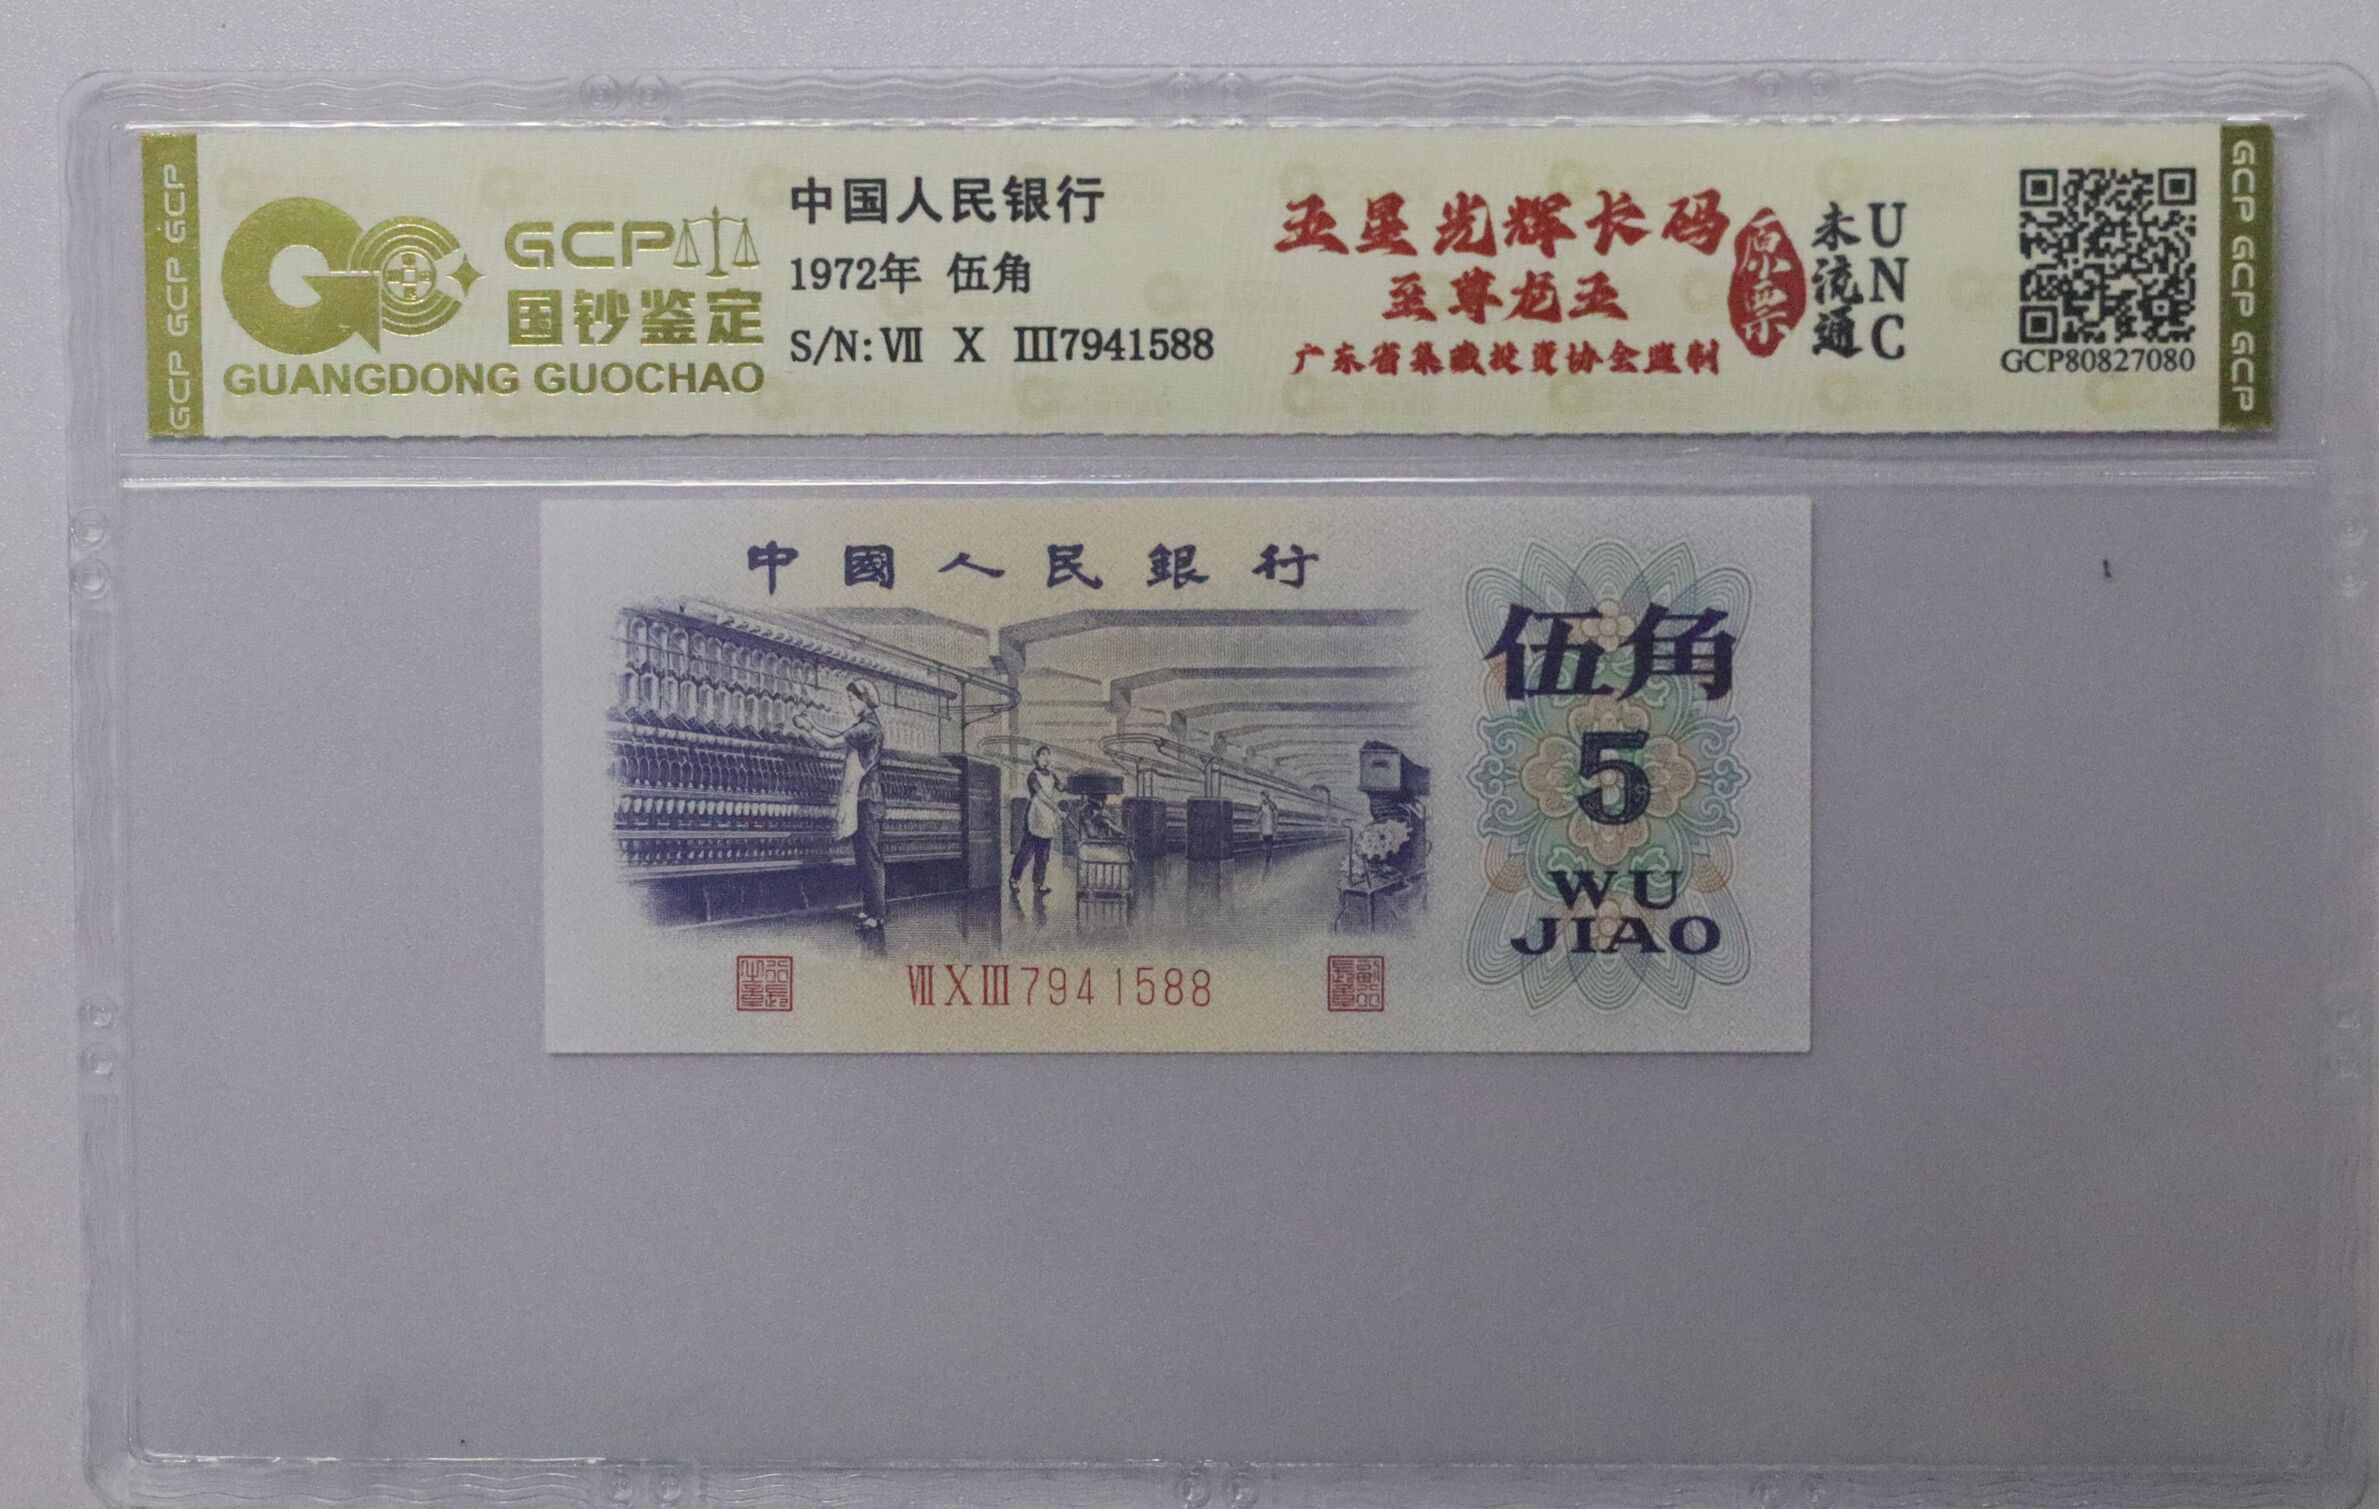 GCP GCP GCP
GCP
国钞鉴定
GUANGDONG GUOCHAO
中国人民银行
1972年 伍角
S/N:Ⅶ X Ⅲ7941588
五星光辉长码
至尊龙五
广东省集藏投资协会监制
原票
未流通
UNC
GCP80827080
GCP GCP GCP
中國人民銀行
伍角
5
WU
JIAO
ⅦⅩⅢ7941588